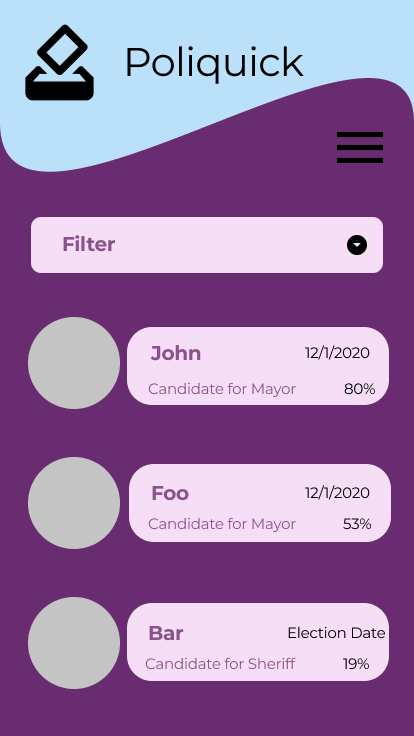 Poliquick
Filter
John 12/1/2020
Candidate for Mayor 80%
Foo 12/1/2020
Candidate for Mayor 53%
Bar Election Date
Candidate for Sheriff 19%